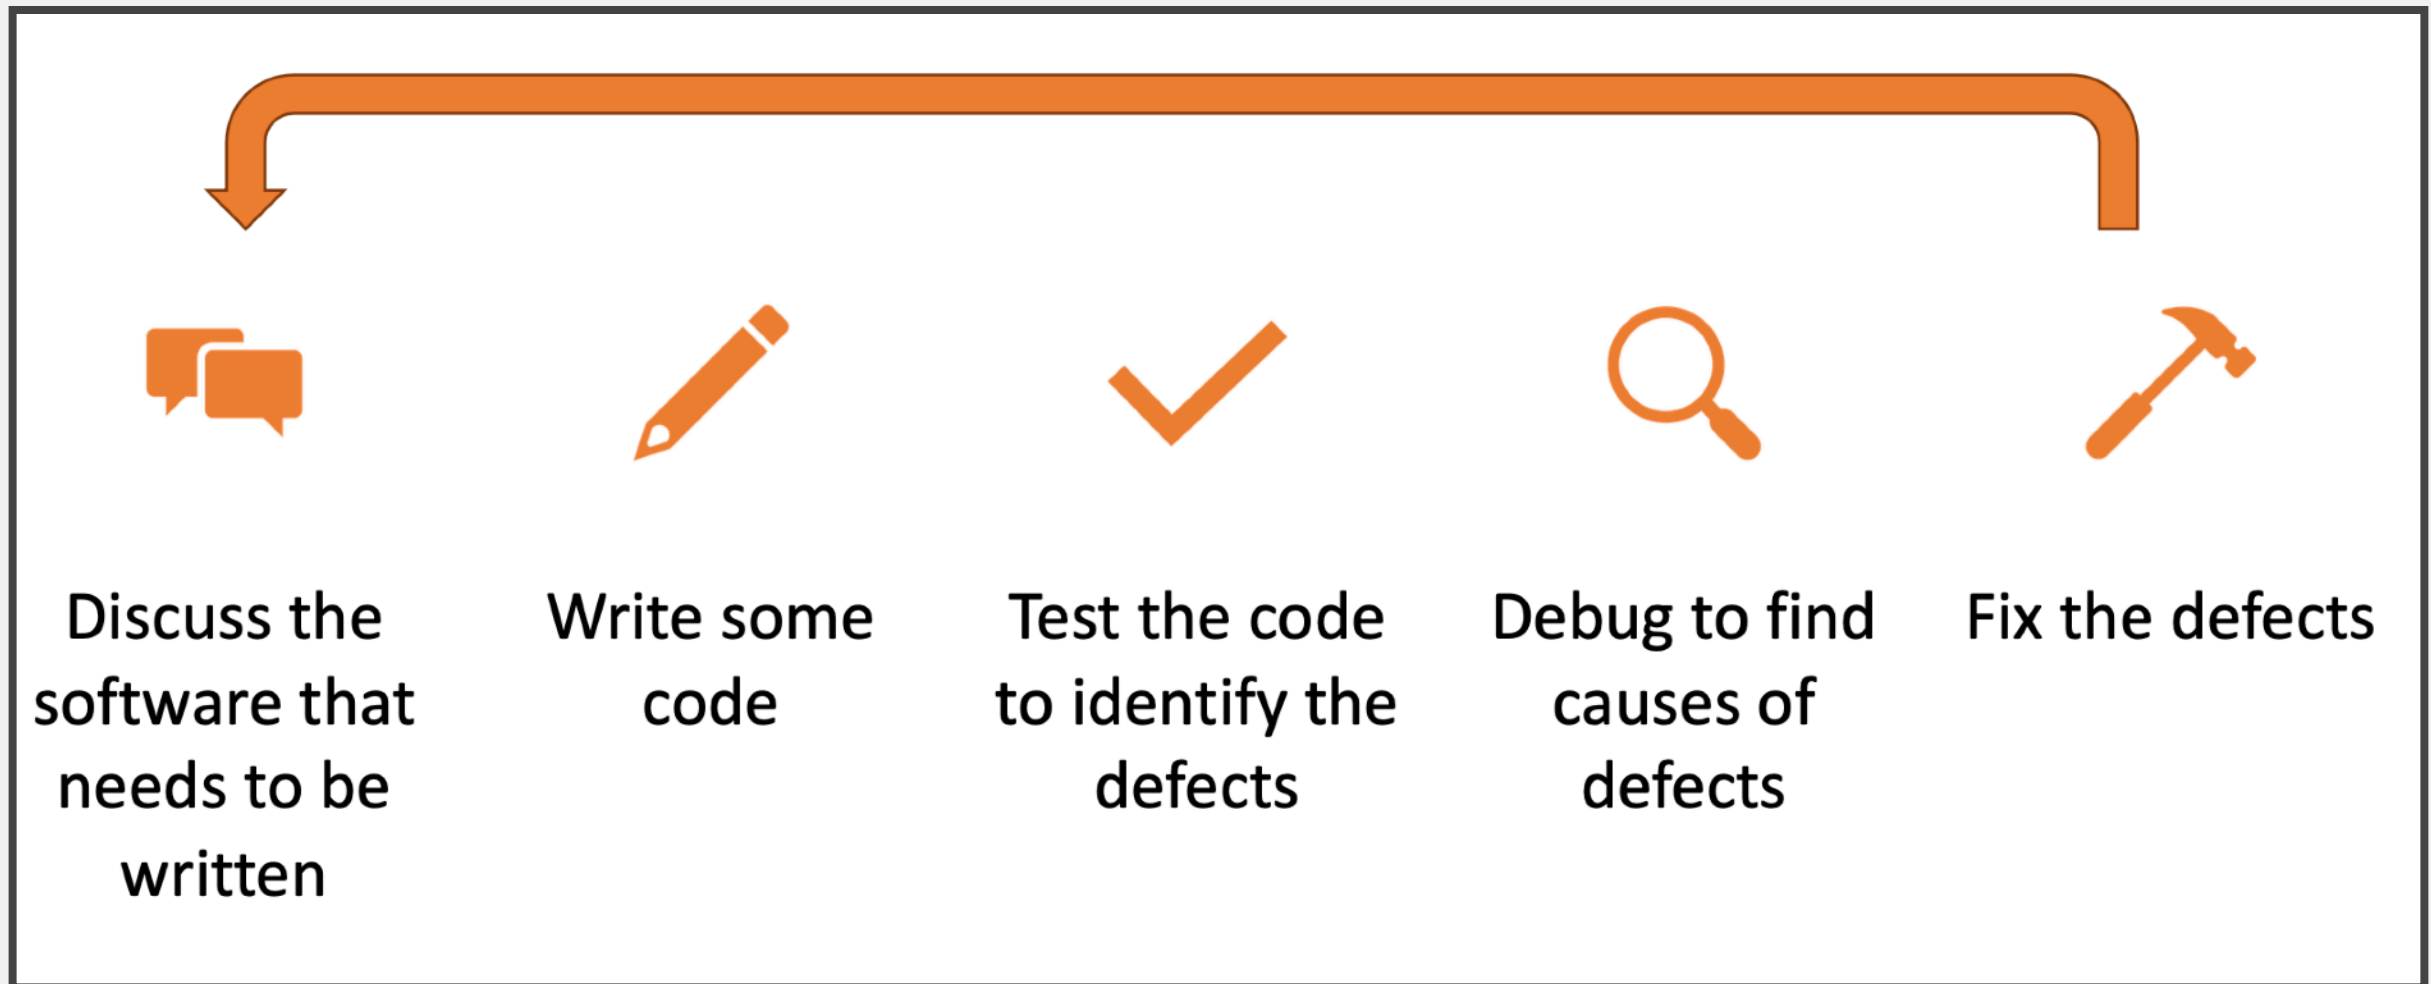 Discuss the
software that
needs to be
written
Write some
code
Test the code
to identify the
defects
Debug to find
causes of
defects
Fix the defects